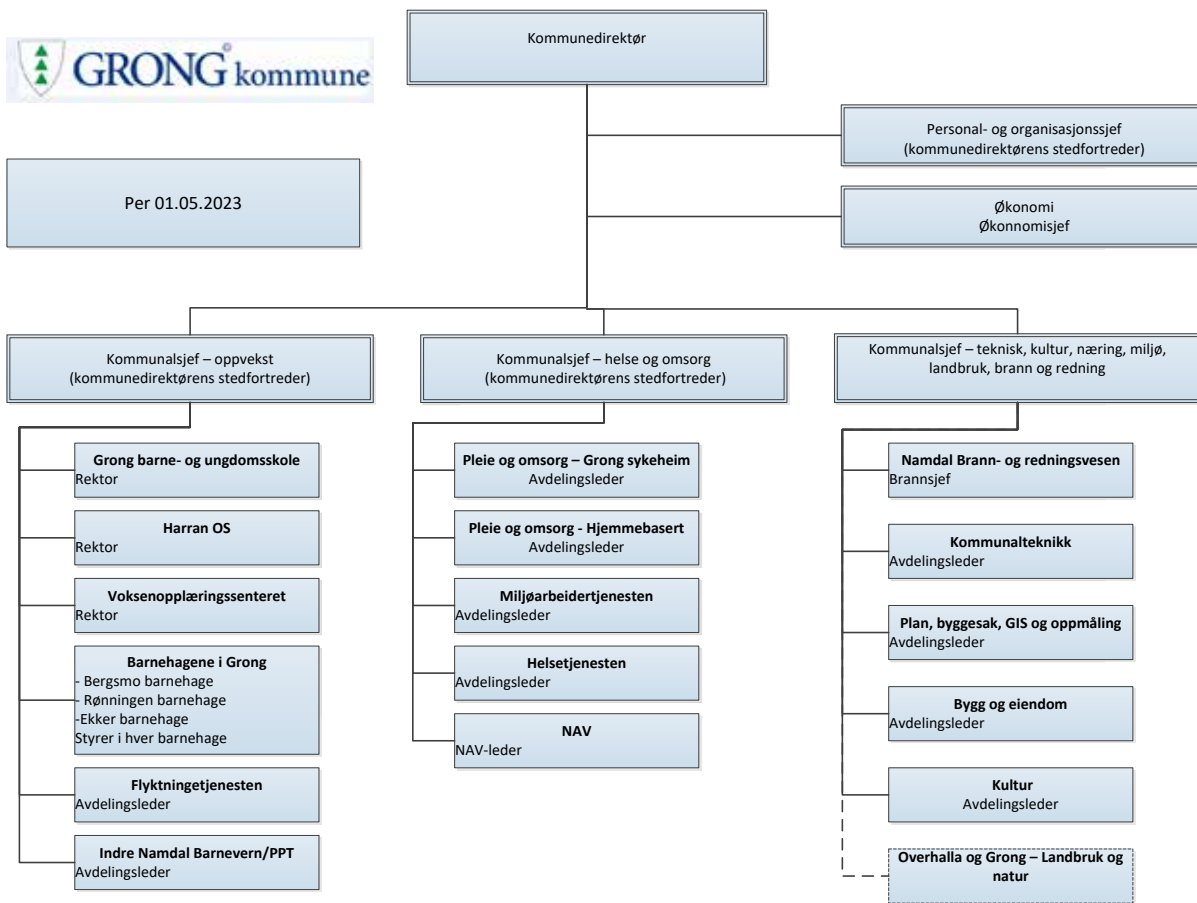 GRONG kommune
Kommunedirektør
Personal- og organisasjonssjef
(kommunedirektørens stedfortreder)
Per 01.05.2023
Økonomi
Økonnomisjef
Kommunalsjef – oppvekst
(kommunedirektørens stedfortreder)
Kommunalsjef – helse og omsorg
(kommunedirektørens stedfortreder)
Kommunalsjef – teknisk, kultur, næring, miljø,
landbruk, brann og redning
Grong barne- og ungdomsskole
Rektor
Harran OS
Rektor
Voksenopplæringssenteret
Rektor
Barnehagene i Grong
- Bergsmo barnehage
- Rønningen barnehage
-Ekker barnehage
Styrer i hver barnehage
Flyktningetjenesten
Avdelingsleder
Indre Namdal Barnevern/PPT
Avdelingsleder
Pleie og omsorg – Grong sykeheim
Avdelingsleder
Pleie og omsorg - Hjemmebasert
Avdelingsleder
Miljøarbeidertjenesten
Avdelingsleder
Helsetjenesten
Avdelingsleder
NAV
NAV-leder
Namdal Brann- og redningsvesen
Brannsjef
Kommunalteknikk
Avdelingsleder
Plan, byggesak, GIS og oppmåling
Avdelingsleder
Bygg og eiendom
Avdelingsleder
Kultur
Avdelingsleder
Overhalla og Grong – Landbruk og
natur